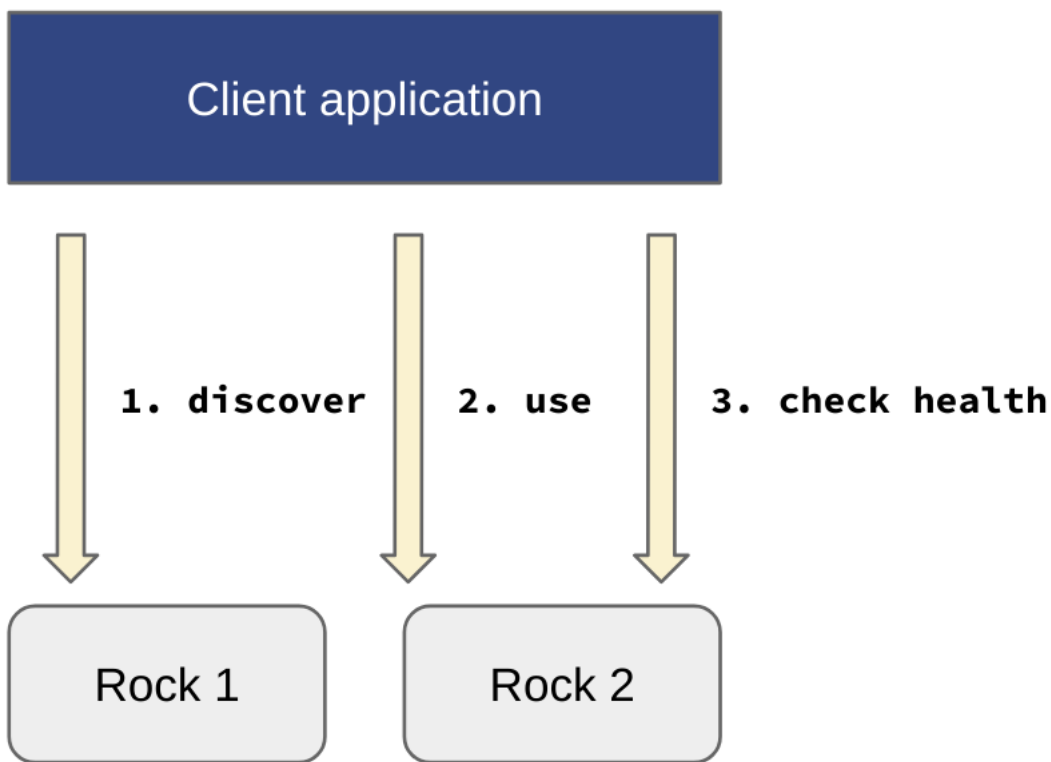 Client application
1. discover
2. use
3. check health
Rock 1
Rock 2